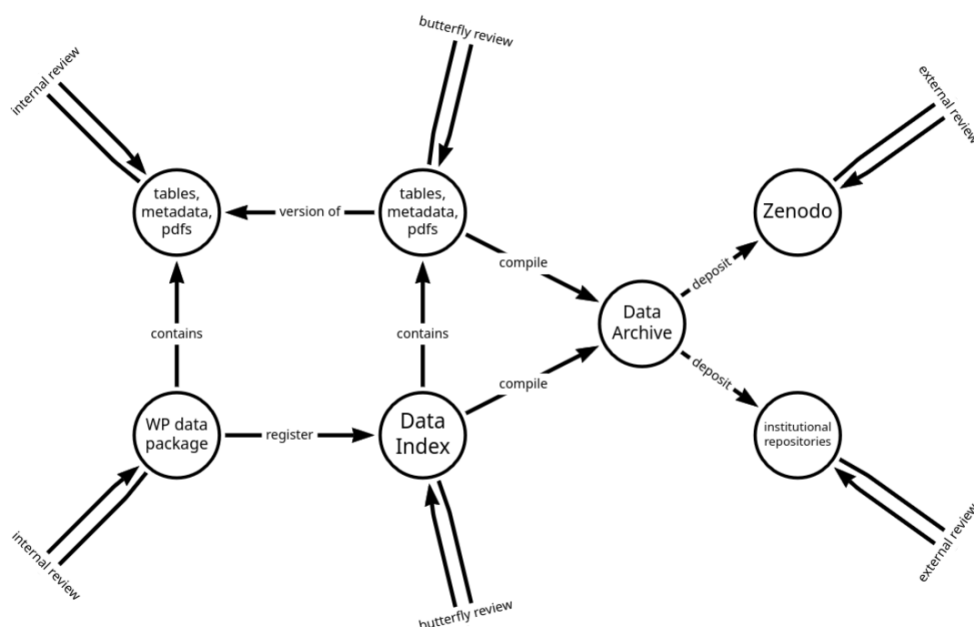 butterfly review
internal review
external review
tables,
metadata,
pdfs
version of
tables,
metadata,
pdfs
Zenodo
compile
deposit
contains
contains
Data
Archive
compile
deposit
WP data
package
register
Data
Index
institutional
repositories
internal review
butterfly review
external review